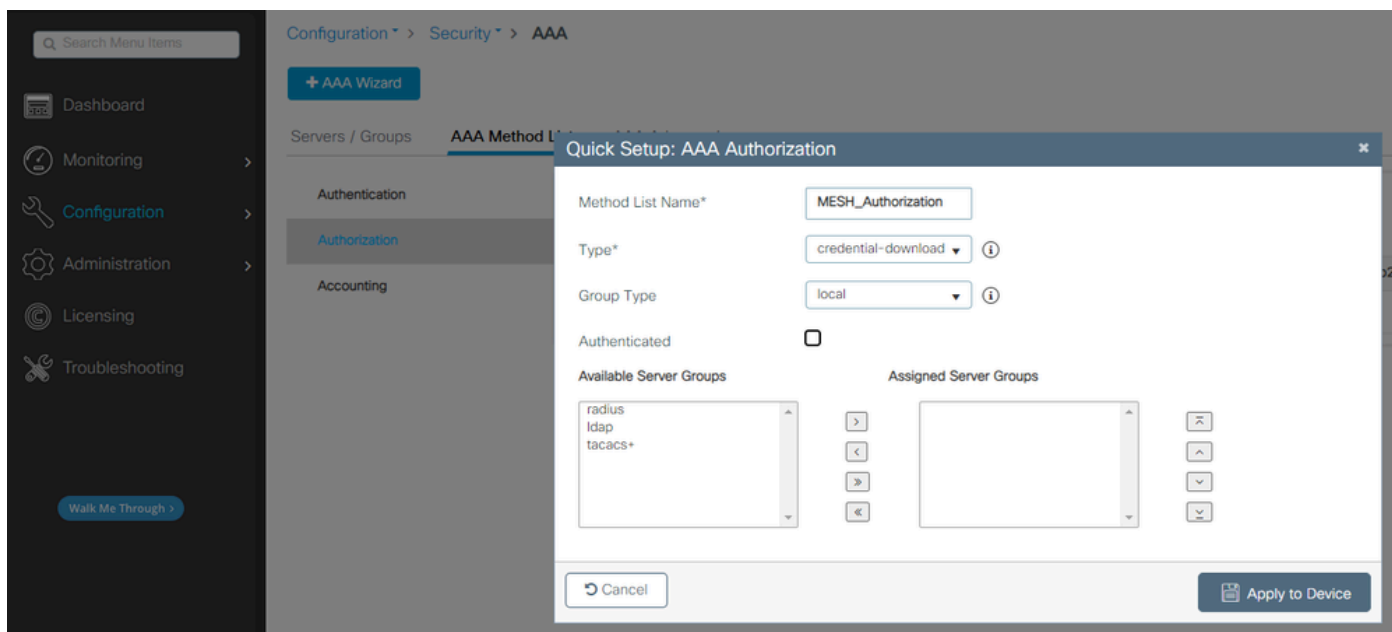 Search Menu Items
Dashboard
Monitoring
Configuration
Administration
Licensing
Troubleshooting
Walk Me Through >
Configuration > Security > AAA
+ AAA Wizard
Servers / Groups AAA Method
Authentication
Authorization
Accounting
Quick Setup: AAA Authorization
Method List Name* MESH_Authorization
Type* credential-download
Group Type local
Authenticated
Available Server Groups Assigned Server Groups
radius
ldap
tacacs+
Cancel
Apply to Device